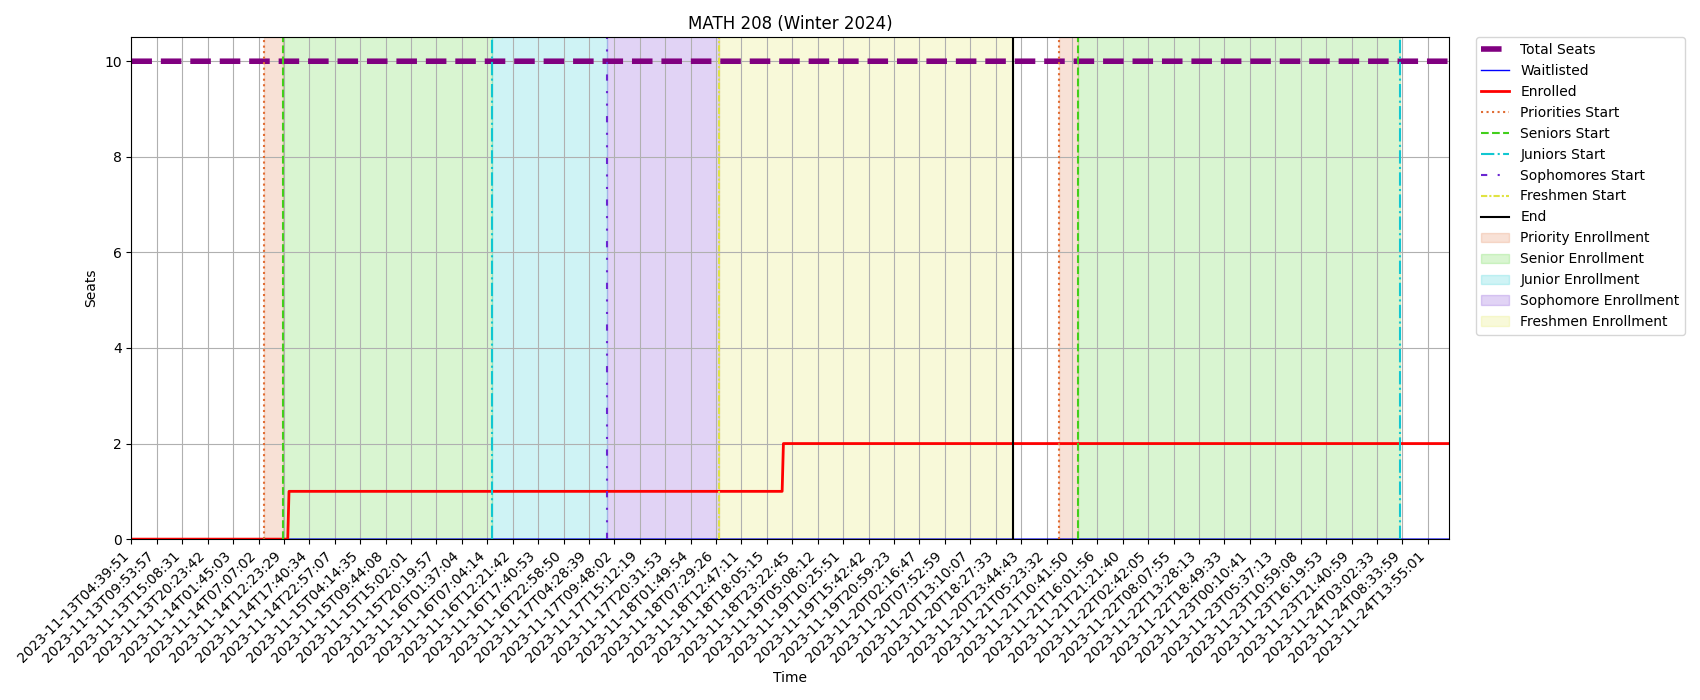 MATH 208 (Winter 2024)
Seats
10
8
6
4
2
0
2023-11-13T04:39:51
2023-11-13T09:53:57
2023-11-13T15:08:31
2023-11-13T20:23:42
2023-11-14T01:45:03
2023-11-14T07:07:02
2023-11-14T12:23:29
2023-11-14T17:40:34
2023-11-14T22:57:07
2023-11-15T04:14:35
2023-11-15T09:44:08
2023-11-15T15:02:01
2023-11-15T20:19:57
2023-11-16T01:37:04
2023-11-16T07:04:14
2023-11-16T12:21:42
2023-11-16T17:40:53
2023-11-16T22:58:50
2023-11-17T04:28:39
2023-11-17T09:48:02
2023-11-17T15:12:19
2023-11-17T20:31:53
2023-11-18T01:49:54
2023-11-18T07:29:26
2023-11-18T12:47:11
2023-11-18T18:05:15
2023-11-18T23:22:45
2023-11-19T05:08:12
2023-11-19T10:25:51
2023-11-19T15:42:42
2023-11-19T20:59:23
2023-11-20T02:16:47
2023-11-20T07:52:59
2023-11-20T13:10:07
2023-11-20T18:27:33
2023-11-20T23:44:43
2023-11-21T05:23:32
2023-11-21T10:41:50
2023-11-21T16:01:56
2023-11-21T21:21:40
2023-11-22T02:42:05
2023-11-22T08:07:55
2023-11-22T13:28:13
2023-11-22T18:49:33
2023-11-23T00:10:41
2023-11-23T05:37:13
2023-11-23T10:59:08
2023-11-23T16:19:53
2023-11-23T21:40:59
2023-11-24T03:02:33
2023-11-24T08:33:59
2023-11-24T13:55:01
Time
Total Seats
Waitlisted
Enrolled
Priorities Start
Seniors Start
Juniors Start
Sophomores Start
Freshmen Start
End
Priority Enrollment
Senior Enrollment
Junior Enrollment
Sophomore Enrollment
Freshmen Enrollment